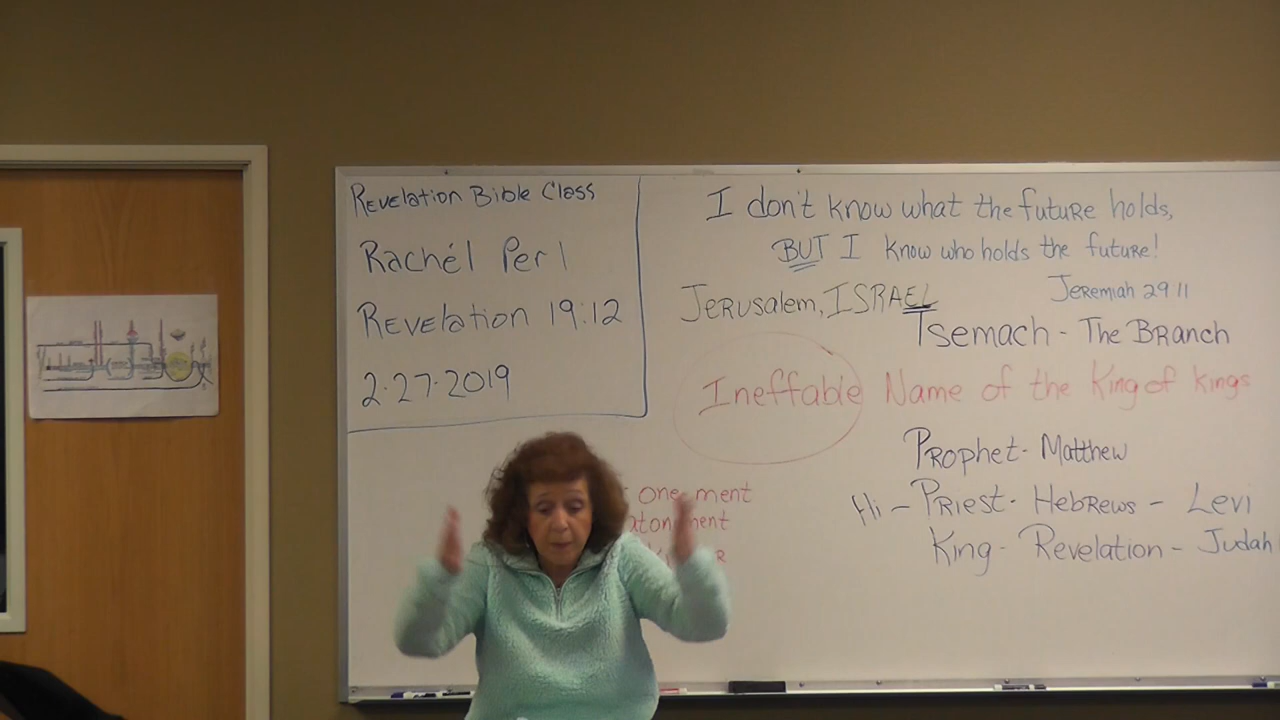 Revelation Bible Class
Rachél Perl
Revelation 19:12
2·27·2019
I don't know what the future holds,
BUT I know who holds the future!
Jeremiah 29 11
Jerusalem, ISRAEL
Tsemach - The Branch
Ineffable Name of the King of kings
Prophet - Matthew
Hi - Priest - Hebrews - Levi
King - Revelation - Judah
one ment